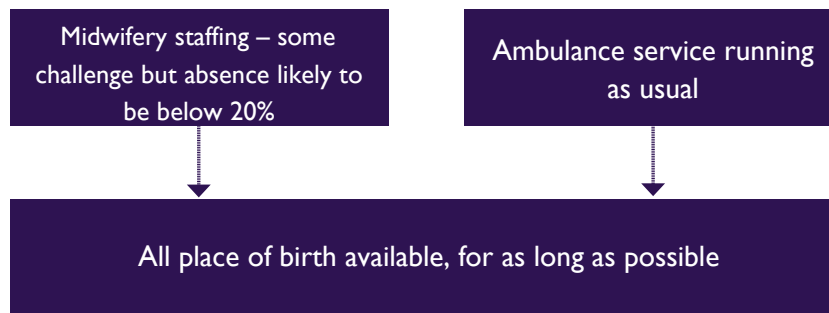 Midwifery staffing – some
challenge but absence likely to
be below 20%
Ambulance service running
as usual
All place of birth available, for as long as possible